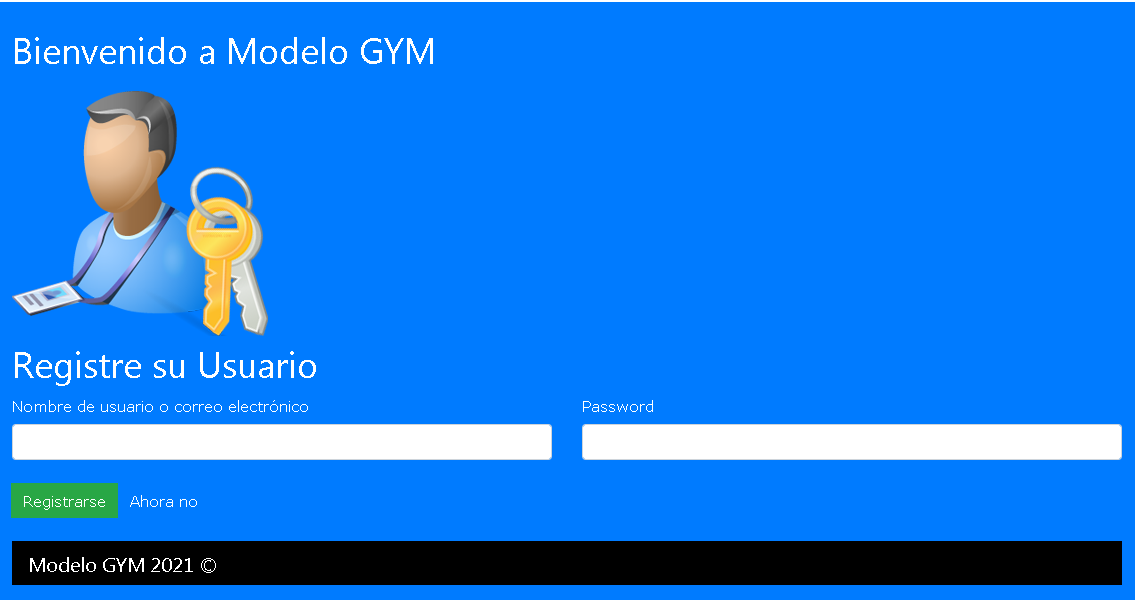 Bienvenido a Modelo GYM
Registre su Usuario
Nombre de usuario o correo electrónico
Password
Registrarse
Ahora no
Modelo GYM 2021 ©